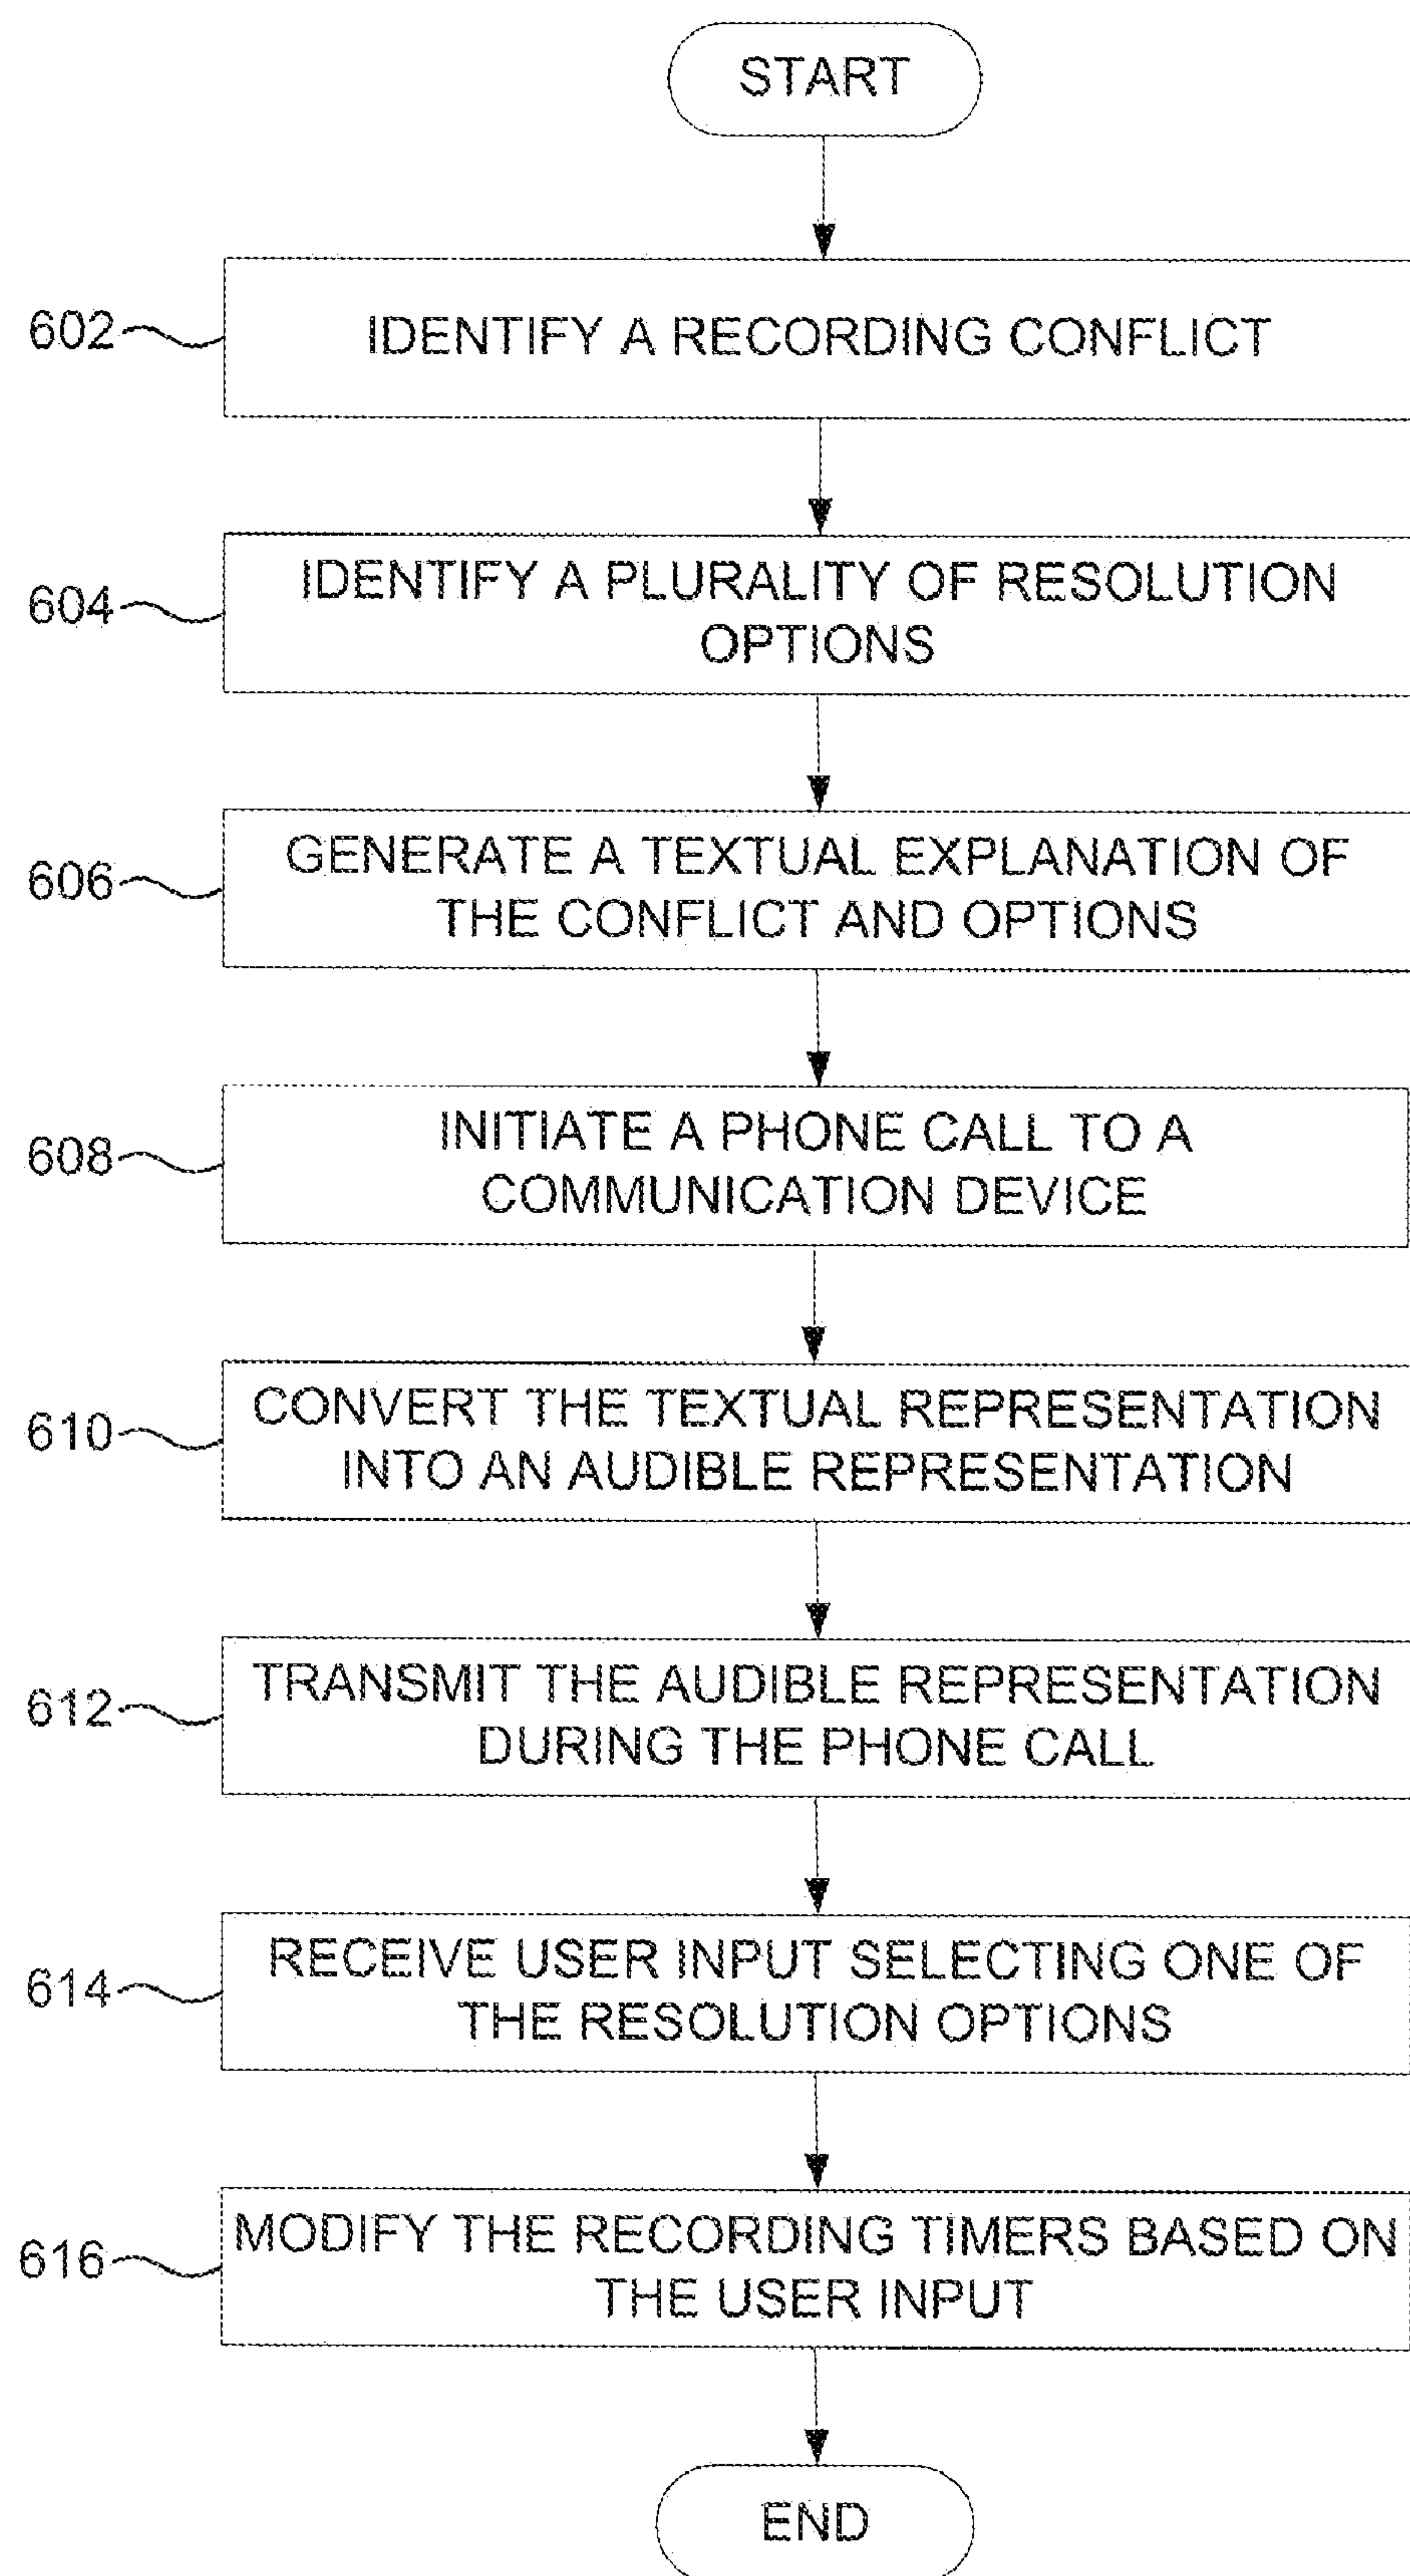 START
602
IDENTIFY A RECORDING CONFLICT
604
IDENTIFY A PLURALITY OF RESOLUTION
OPTIONS
606
GENERATE A TEXTUAL EXPLANATION OF
THE CONFLICT AND OPTIONS
608
INITIATE A PHONE CALL TO A
COMMUNICATION DEVICE
610
CONVERT THE TEXTUAL REPRESENTATION
INTO AN AUDIBLE REPRESENTATION
612
TRANSMIT THE AUDIBLE REPRESENTATION
DURING THE PHONE CALL
614
RECEIVE USER INPUT SELECTING ONE OF
THE RESOLUTION OPTIONS
616
MODIFY THE RECORDING TIMERS BASED ON
THE USER INPUT
END